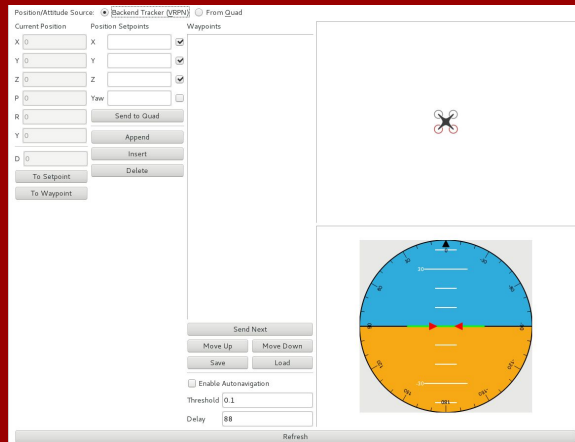 Position/Attitude Source: Backend Tracker (VRPN) From Quad
Current Position Position Setpoints Waypoints
X 0 X
Y 0 Y
Z 0 Z
P 0 Yaw
R 0 Send to Quad
Y 0 Append
D 0 Insert
To Setpoint Delete
To Waypoint
Send Next
Move Up Move Down
Save Load
Enable Autonavigation
Threshold 0.1
Delay 88
Refresh